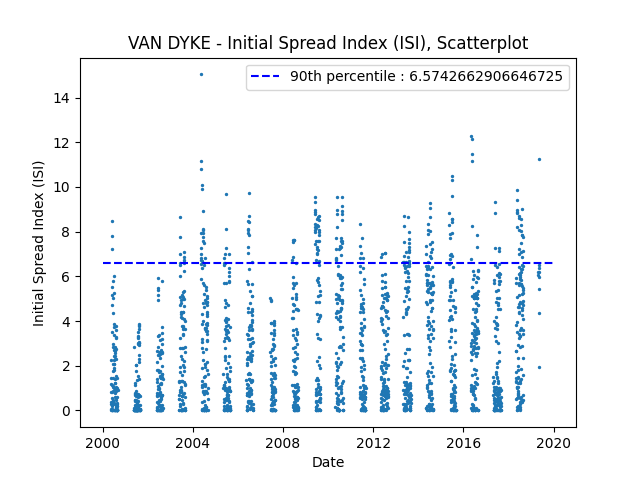 VAN DYKE - Initial Spread Index (ISI), Scatterplot
90th percentile : 6.5742662906646725
14
12
10
8
6
4
2
0
Initial Spread Index (ISI)
2000 2004 2008 2012 2016 2020
Date